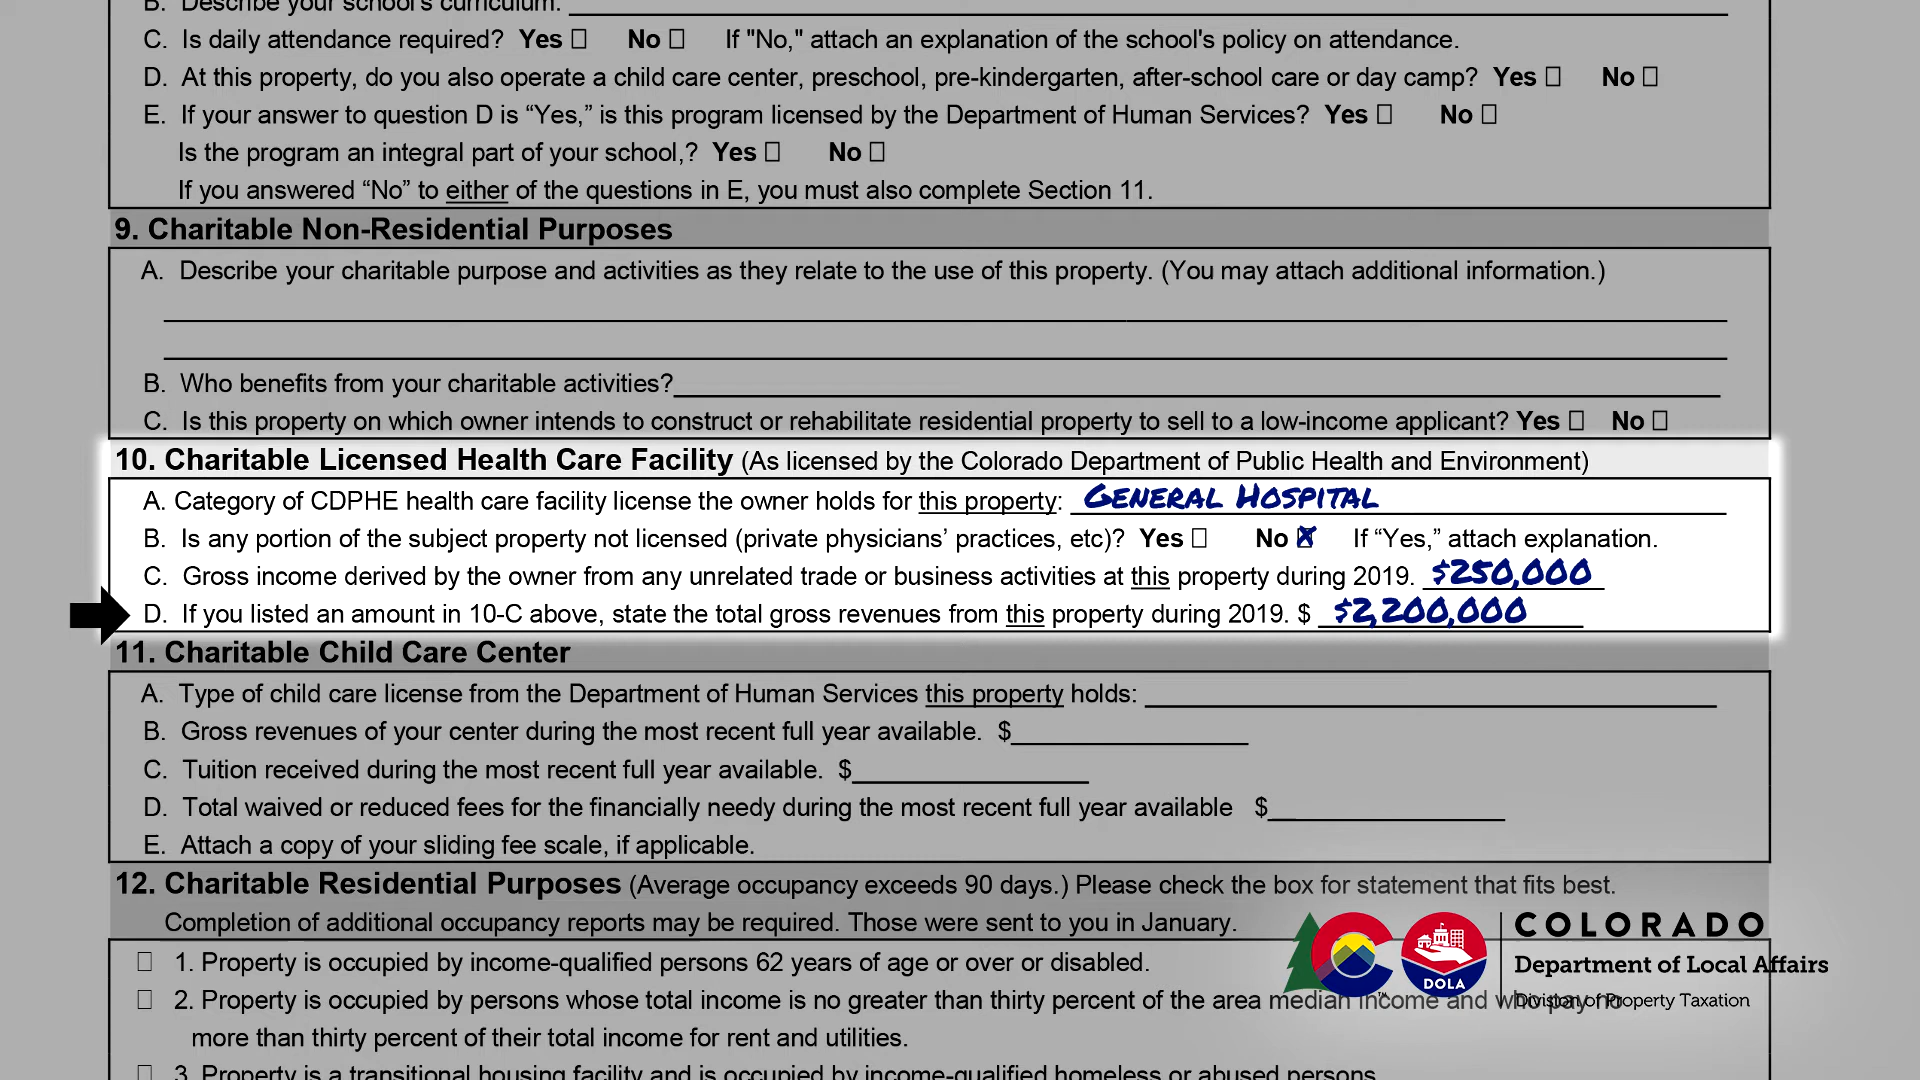 B. Describe your school's curriculum.
C. Is daily attendance required? Yes □ No □ If "No," attach an explanation of the school's policy on attendance.
D. At this property, do you also operate a child care center, preschool, pre-kindergarten, after-school care or day camp? Yes □ No □
E. If your answer to question D is “Yes,” is this program licensed by the Department of Human Services? Yes □ No □
Is the program an integral part of your school,? Yes □ No □
If you answered “No” to either of the questions in E, you must also complete Section 11.
9. Charitable Non-Residential Purposes
A. Describe your charitable purpose and activities as they relate to the use of this property. (You may attach additional information.)
B. Who benefits from your charitable activities?
C. Is this property on which owner intends to construct or rehabilitate residential property to sell to a low-income applicant? Yes □ No □
10. Charitable Licensed Health Care Facility (As licensed by the Colorado Department of Public Health and Environment)
A. Category of CDPHE health care facility license the owner holds for this property: GENERAL HOSPITAL
B. Is any portion of the subject property not licensed (private physicians’ practices, etc)? Yes □ No ☒ If “Yes,” attach explanation.
C. Gross income derived by the owner from any unrelated trade or business activities at this property during 2019. $250,000
D. If you listed an amount in 10-C above, state the total gross revenues from this property during 2019. $ $2,200,000
11. Charitable Child Care Center
A. Type of child care license from the Department of Human Services this property holds:
B. Gross revenues of your center during the most recent full year available. $
C. Tuition received during the most recent full year available. $
D. Total waived or reduced fees for the financially needy during the most recent full year available $
E. Attach a copy of your sliding fee scale, if applicable.
12. Charitable Residential Purposes (Average occupancy exceeds 90 days.) Please check the box for statement that fits best.
Completion of additional occupancy reports may be required. Those were sent to you in January.
□ 1. Property is occupied by income-qualified persons 62 years of age or over or disabled.
□ 2. Property is occupied by persons whose total income is no greater than thirty percent of the area median income and who pay no
more than thirty percent of their total income for rent and utilities.
□ 3. Property is a transitional housing facility and is occupied by income-qualified homeless or abused persons
DOLA
TM
COLORADO
Department of Local Affairs
Division of Property Taxation